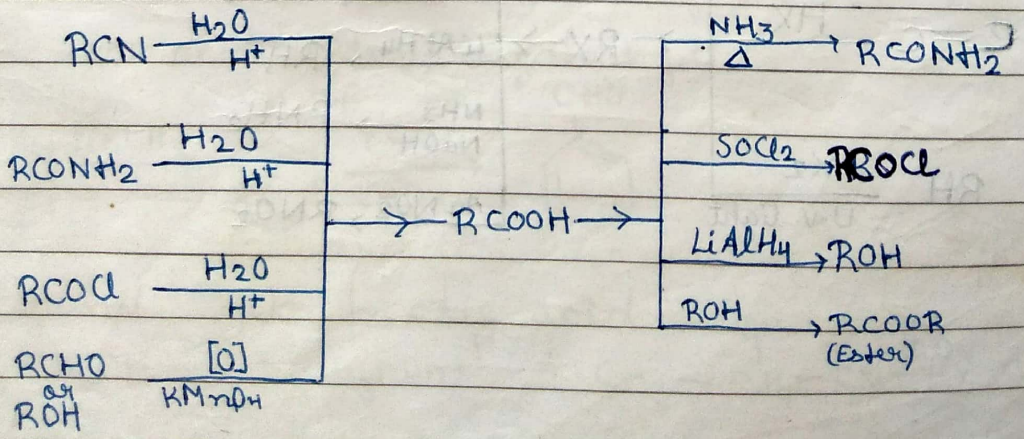 RCN H2O H+
RCONH2 H2O H+
RCOCl H2O H+
RCHO or ROH [O] KMnO4
RCOOH
NH3 Δ RCONH2
SOCl2 RCOCl
LiAlH4 ROH
ROH RCOOR
(Ester)